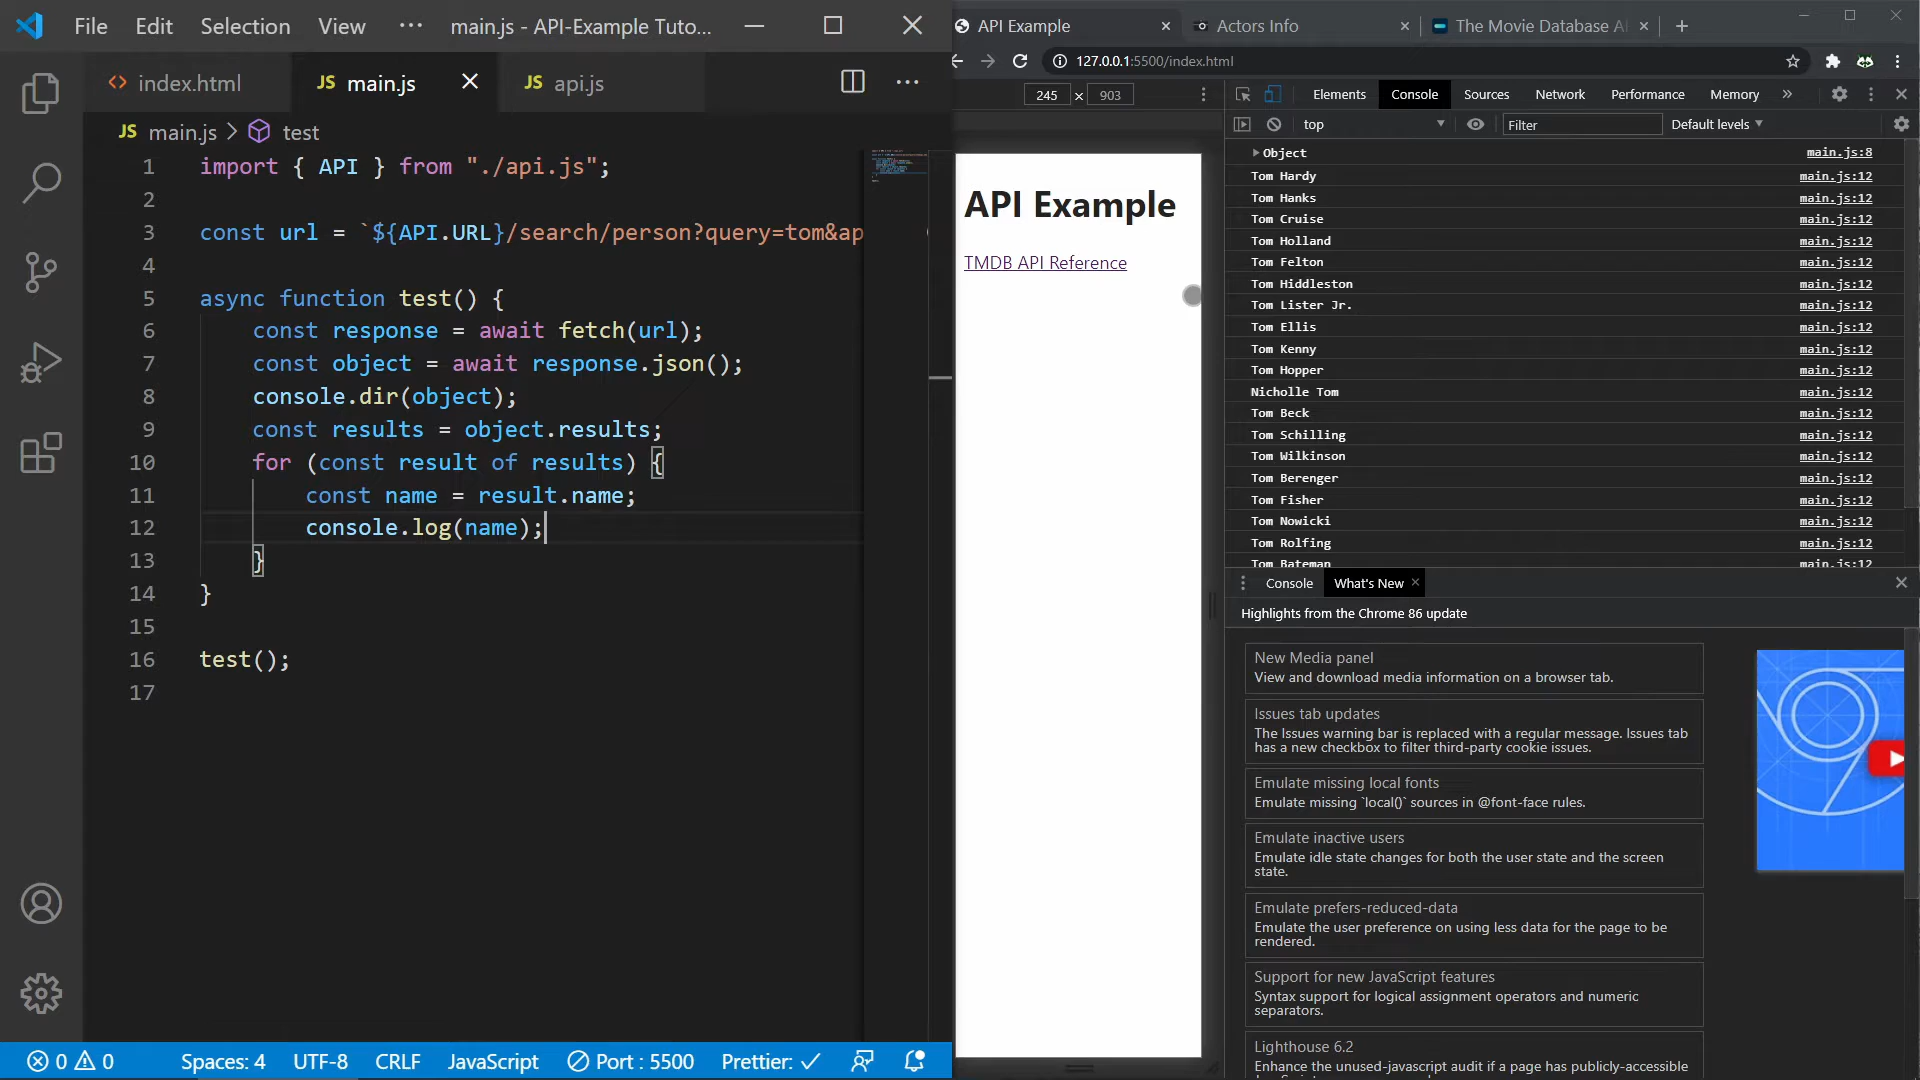 File Edit Selection View ··· main.js - API-Example Tuto...
index.html JS main.js JS api.js
JS main.js > test
1 import { API } from "./api.js";
2
3 const url = `${API.URL}/search/person?query=tom&ap
4
5 async function test() {
6 const response = await fetch(url);
7 const object = await response.json();
8 console.dir(object);
9 const results = object.results;
10 for (const result of results) {
11 const name = result.name;
12 console.log(name);
13 }
14 }
15
16 test();
17
0 0 Spaces: 4 UTF-8 CRLF JavaScript Port : 5500 Prettier: ✓
API Example Actors Info The Movie Database A
127.0.0.1:5500/index.html
245 × 903
API Example
TMDB API Reference
Elements Console Sources Network Performance Memory »
top Filter Default levels
Object main.js:8
Tom Hardy main.js:12
Tom Hanks main.js:12
Tom Cruise main.js:12
Tom Holland main.js:12
Tom Felton main.js:12
Tom Hiddleston main.js:12
Tom Lister Jr. main.js:12
Tom Ellis main.js:12
Tom Kenny main.js:12
Tom Hopper main.js:12
Nicholle Tom main.js:12
Tom Beck main.js:12
Tom Schilling main.js:12
Tom Wilkinson main.js:12
Tom Berenger main.js:12
Tom Fisher main.js:12
Tom Nowicki main.js:12
Tom Rolfing main.js:12
Tom Bateman main.js:12
Console What's New
Highlights from the Chrome 86 update
New Media panel
View and download media information on a browser tab.
Issues tab updates
The Issues warning bar is replaced with a regular message. Issues tab
has a new checkbox to filter third-party cookie issues.
Emulate missing local fonts
Emulate missing `local()` sources in @font-face rules.
Emulate inactive users
Emulate idle state changes for both the user state and the screen
state.
Emulate prefers-reduced-data
Emulate the user preference on using less data for the page to be
rendered.
Support for new JavaScript features
Syntax support for logical assignment operators and numeric
separators.
Lighthouse 6.2
Enhance the unused-javascript audit if a page has publicly-accessible